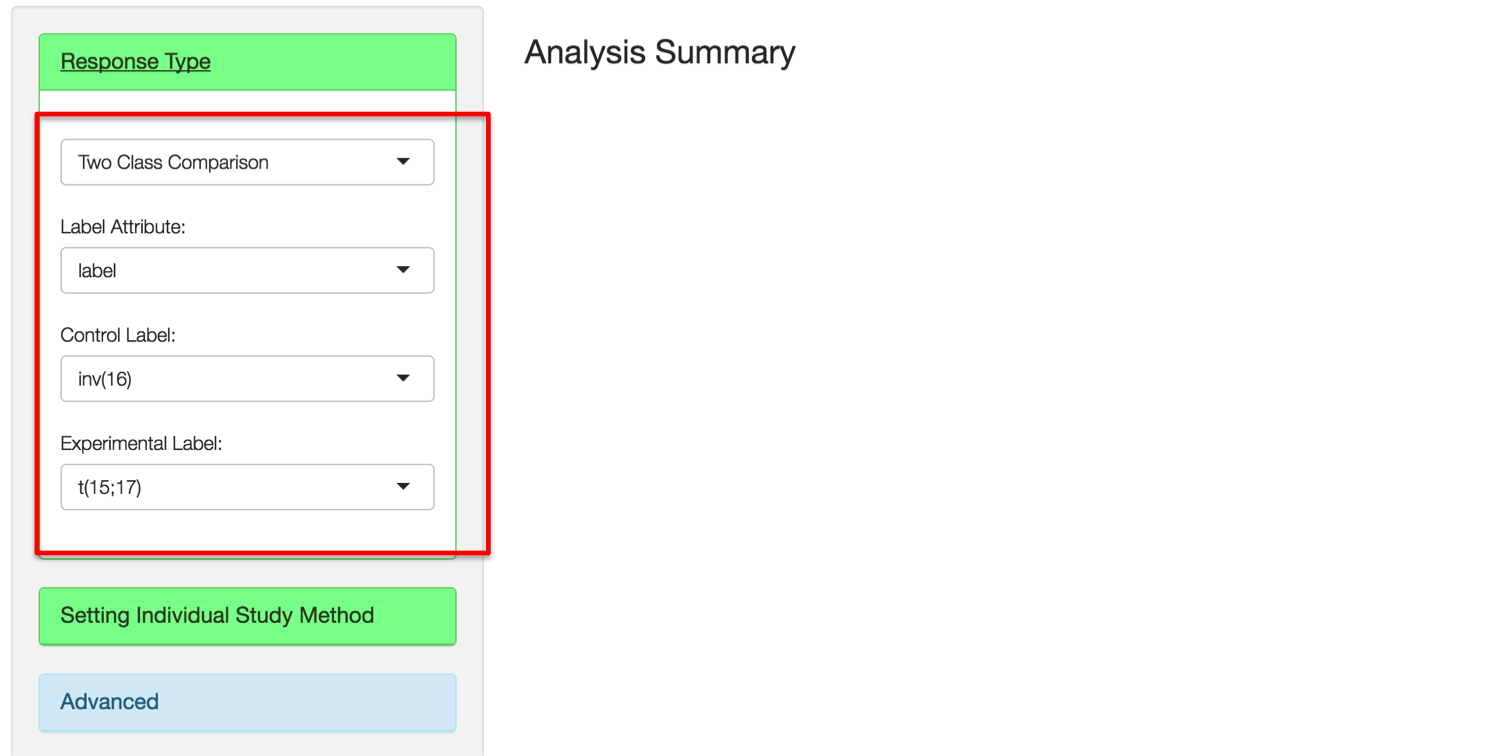 Response Type
Analysis Summary
Two Class Comparison
Label Attribute:
label
Control Label:
inv(16)
Experimental Label:
t(15;17)
Setting Individual Study Method
Advanced